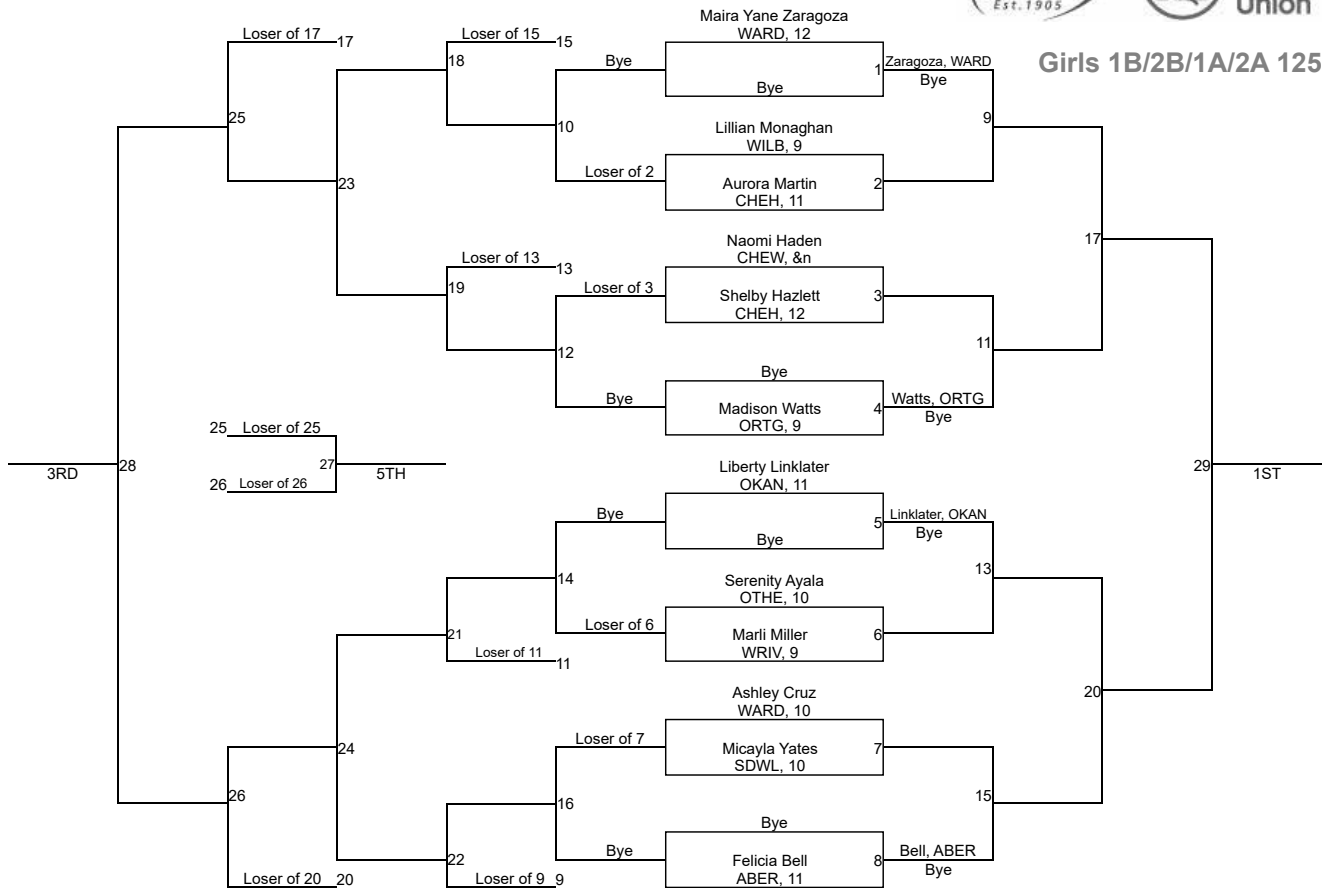 Est. 1905
Union
Girls 1B/2B/1A/2A 125
Maira Yane Zaragoza
WARD, 12
Bye
1
Zaragoza, WARD
Bye
Lillian Monaghan
WILB, 9
Aurora Martin
CHEH, 11
2
Naomi Haden
CHEW, &n
Shelby Hazlett
CHEH, 12
3
Bye
Madison Watts
ORTG, 9
4
Watts, ORTG
Bye
Liberty Linklater
OKAN, 11
Bye
5
Linklater, OKAN
Bye
Serenity Ayala
OTHE, 10
Marli Miller
WRIV, 9
6
Ashley Cruz
WARD, 10
Micayla Yates
SDWL, 10
7
Bye
Felicia Bell
ABER, 11
8
Bell, ABER
Bye
9
11
13
15
17
20
29
1ST
Bye
10
Loser of 2
Loser of 3
12
Bye
Bye
14
Loser of 6
Loser of 7
16
Bye
Loser of 15
15
18
Loser of 13
13
19
21
Loser of 11
11
22
Loser of 9
9
Loser of 17
17
25
23
24
26
Loser of 20
20
25
Loser of 25
27
5TH
26
Loser of 26
28
3RD